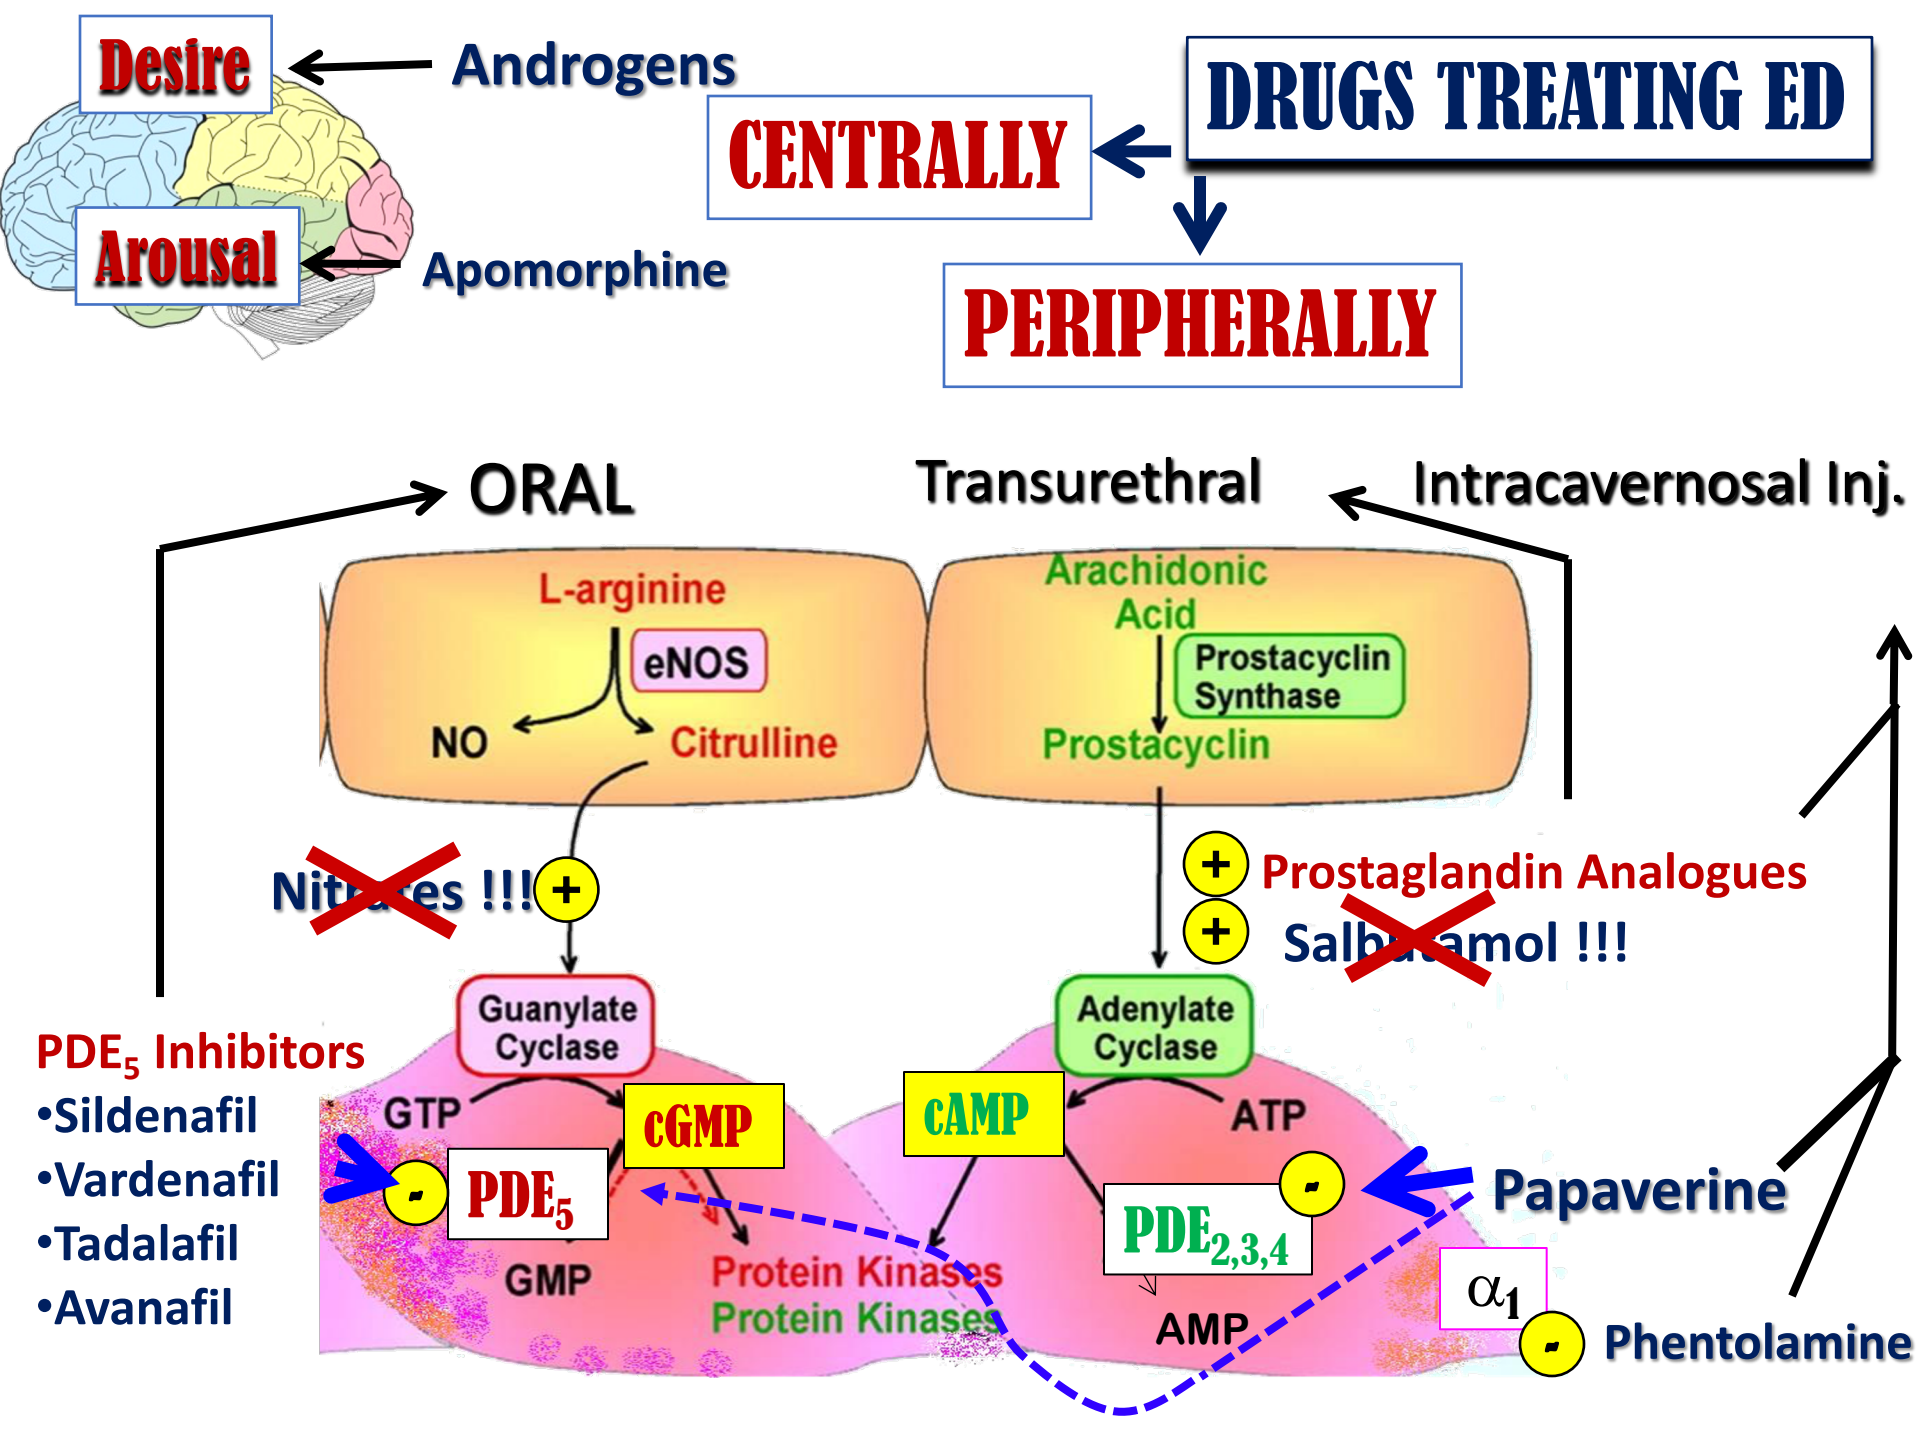 Desire
Androgens
DRUGS TREATING ED
CENTRALLY
Arousal
Apomorphine
PERIPHERALLY
ORAL
Transurethral
Intracavernosal Inj.
L-arginine
eNOS
NO
Citrulline
Arachidonic
Acid
Prostacyclin
Synthase
Prostacyclin
Nitrates !!!
+
+
Prostaglandin Analogues
+
Salbutamol !!!
Guanylate
Cyclase
Adenylate
Cyclase
PDE5 Inhibitors
•Sildenafil
•Vardenafil
•Tadalafil
•Avanafil
GTP
cGMP
cAMP
ATP
-
PDE5
GMP
Protein Kinases
Protein Kinases
PDE2,3,4
-
AMP
Papaverine
α1
-
Phentolamine